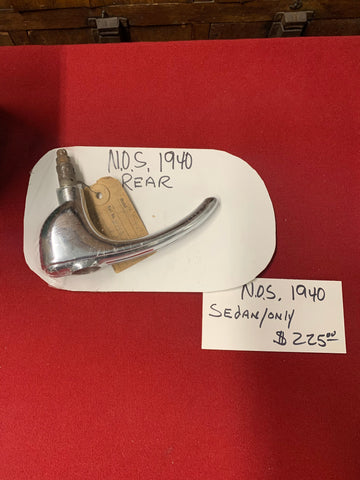 N.O.S. 1940
REAR
N.O.S. 1940
SEDAN/ONLY
$225.00